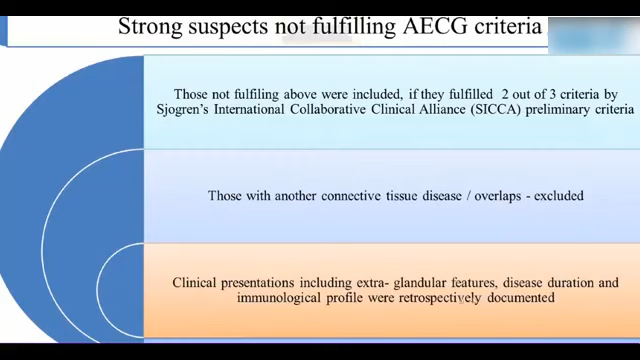 Strong suspects not fulfilling AECG criteria
Those not fulfiling above were included, if they fulfilled 2 out of 3 criteria by
Sjogren's International Collaborative Clinical Alliance (SICCA) preliminary criteria
Those with another connective tissue disease / overlaps - excluded
Clinical presentations including extra- glandular features, disease duration and
immunological profile were retrospectively documented